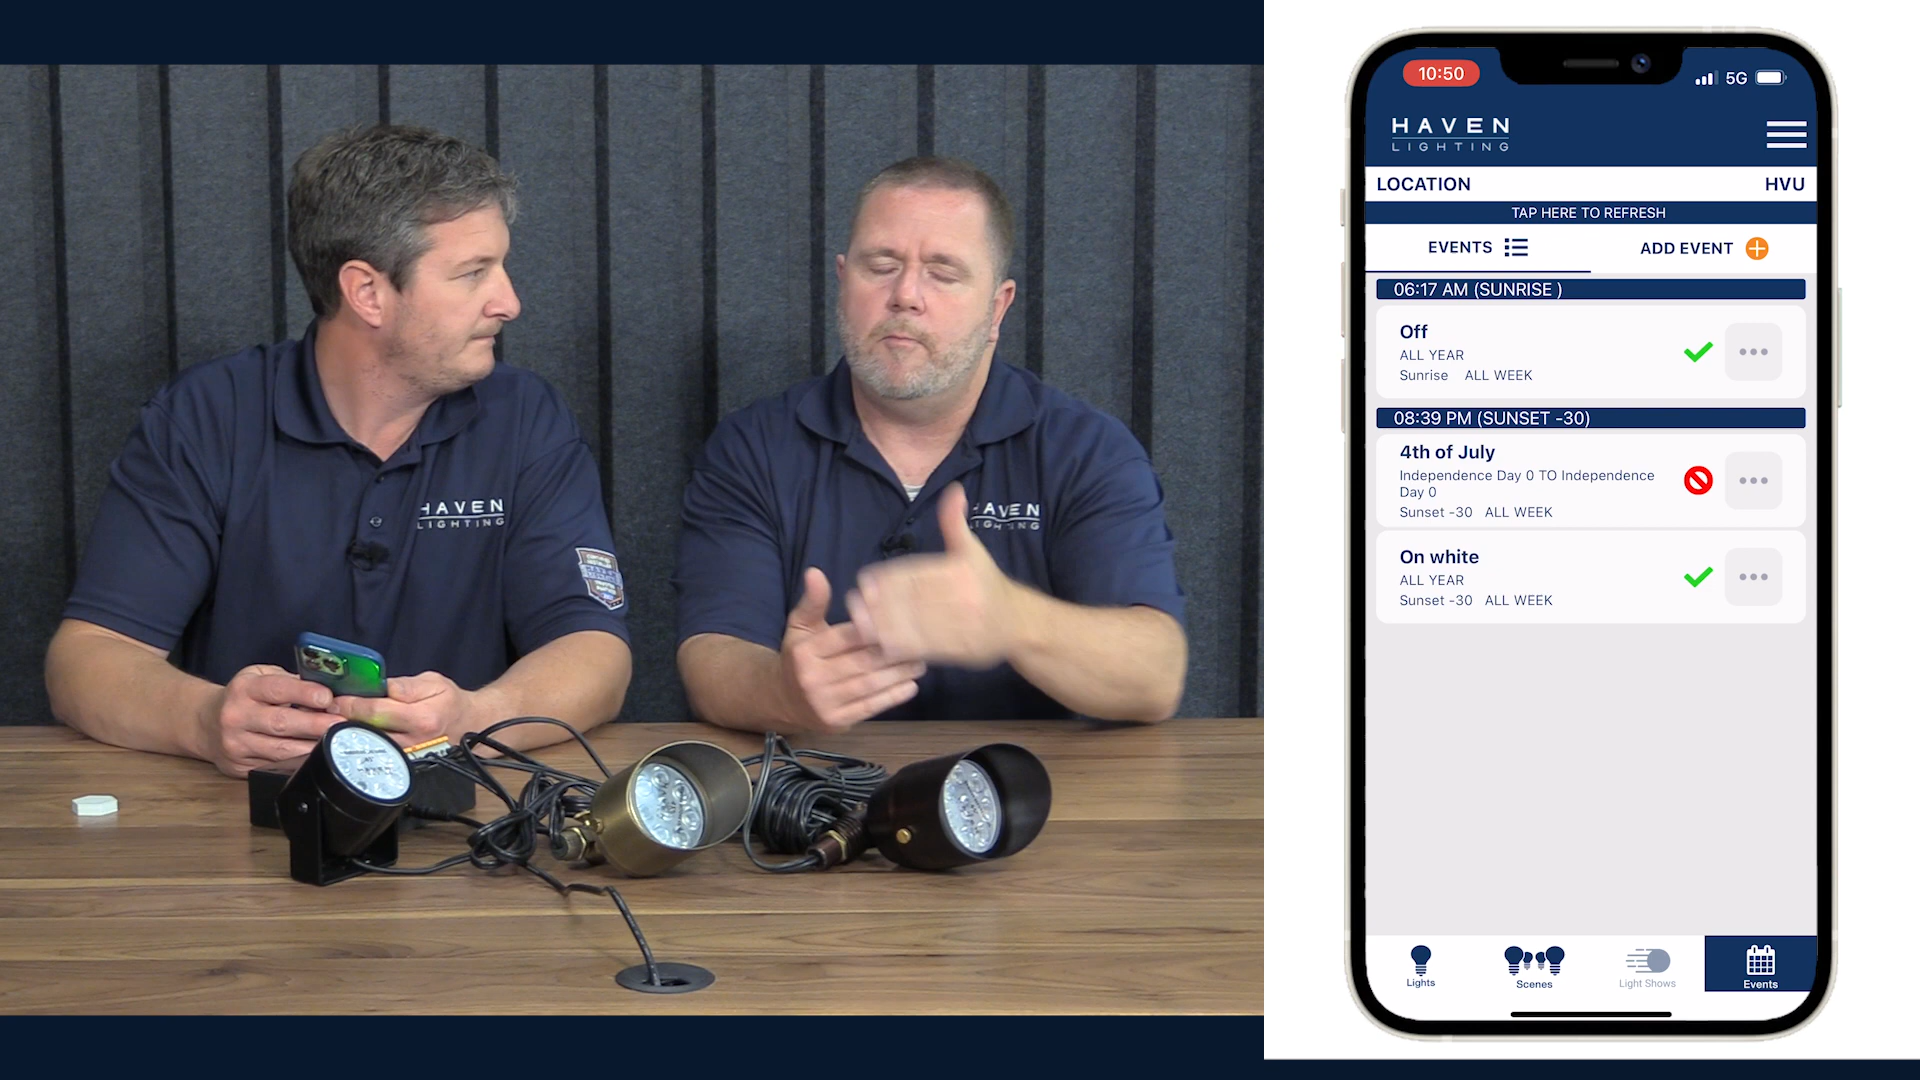 HAVEN
LIGHTING
HAVEN
LIGHTING
10:50
5G
HAVEN
LIGHTING
LOCATION
HVU
TAP HERE TO REFRESH
EVENTS
ADD EVENT
06:17 AM (SUNRISE )
Off
ALL YEAR
Sunrise ALL WEEK
08:39 PM (SUNSET -30)
4th of July
Independence Day 0 TO Independence
Day 0
Sunset -30 ALL WEEK
On white
ALL YEAR
Sunset -30 ALL WEEK
Lights
Scenes
Light Shows
Events